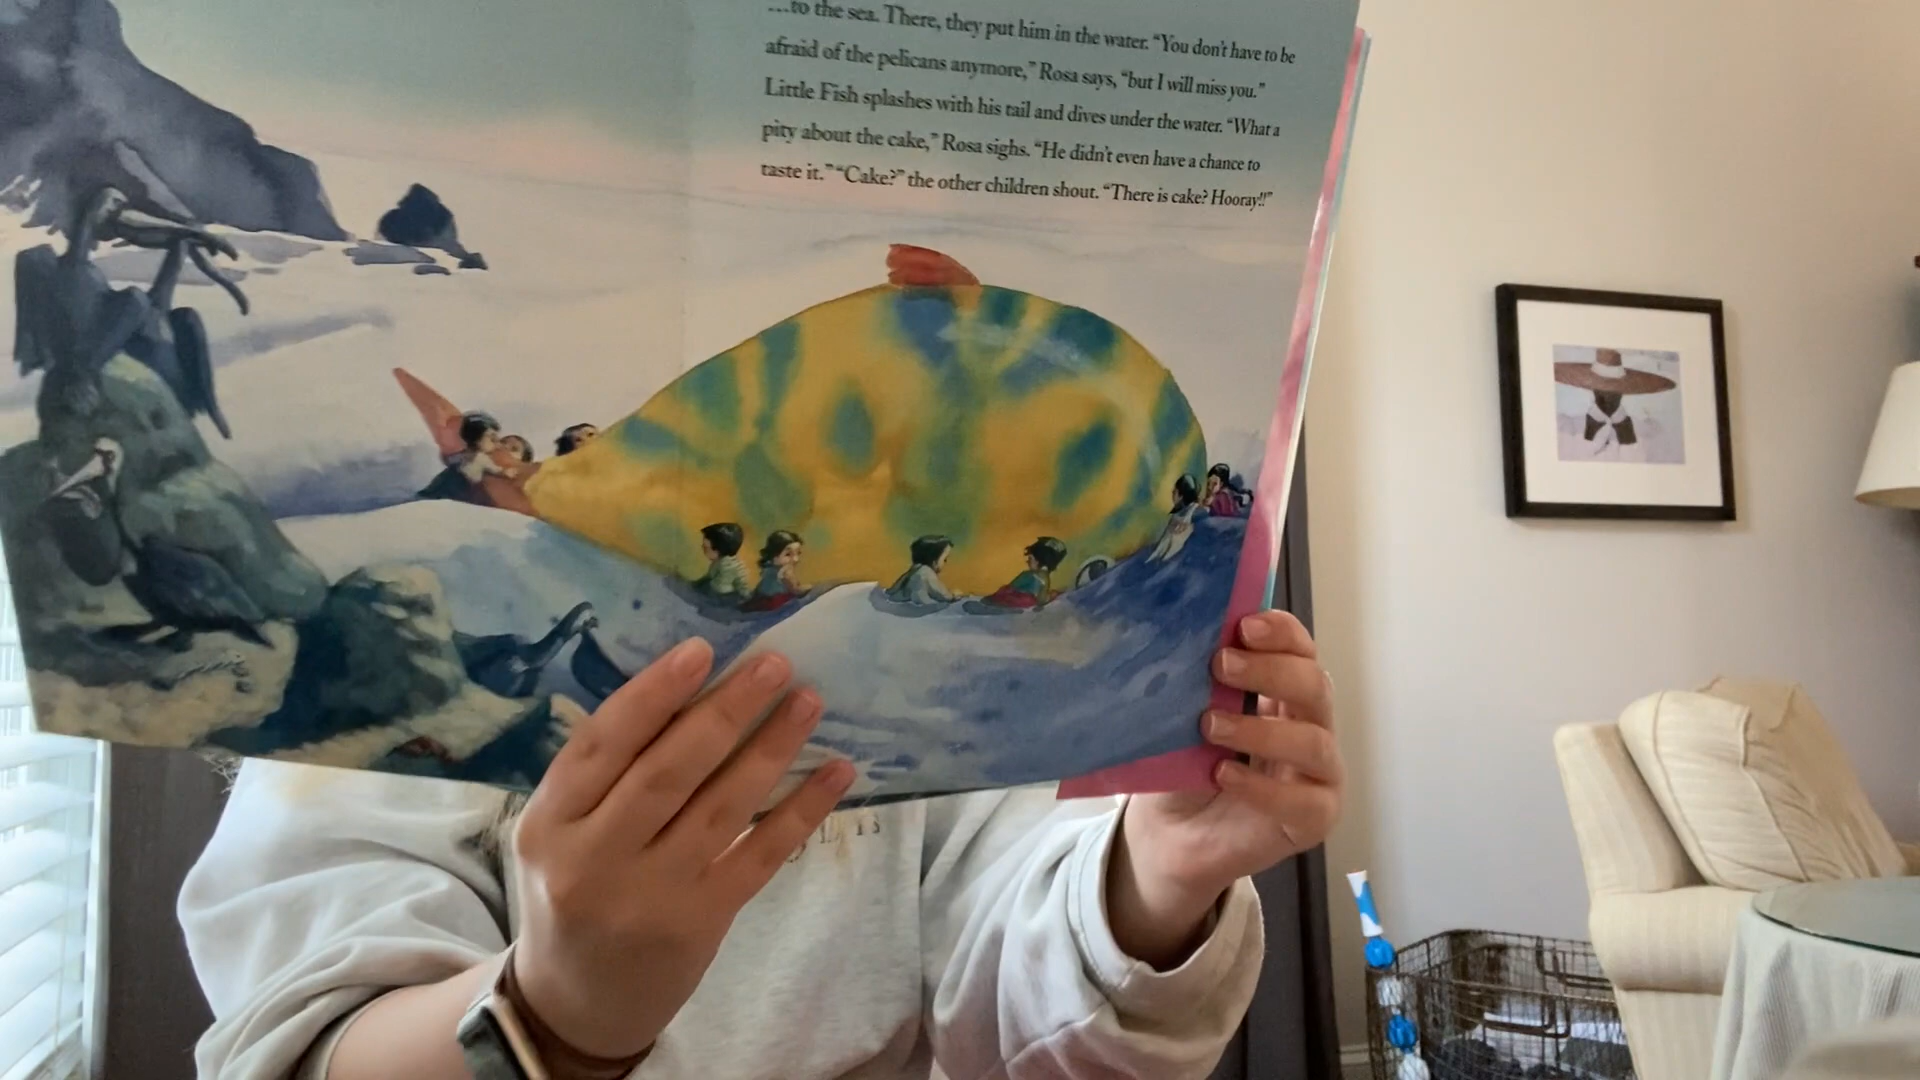 ...to the sea. There, they put him in the water. “You don’t have to be
afraid of the pelicans anymore,” Rosa says, “but I will miss you.”
Little Fish splashes with his tail and dives under the water. “What a
pity about the cake,” Rosa sighs. “He didn’t even have a chance to
taste it.” “Cake?” the other children shout. “There is cake? Hooray!!”